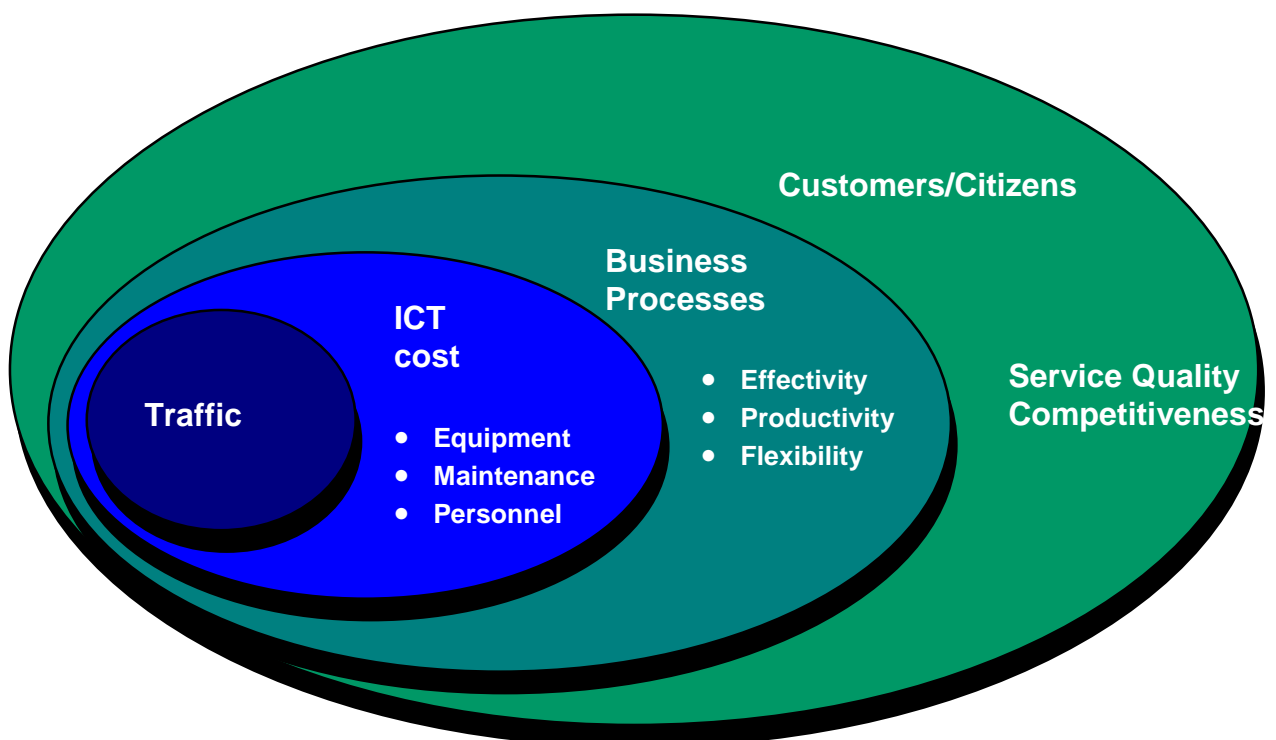 Customers/Citizens
Business
Processes
ICT
cost
Traffic
• Equipment
• Maintenance
• Personnel
• Effectivity
• Productivity
• Flexibility
Service Quality
Competitiveness